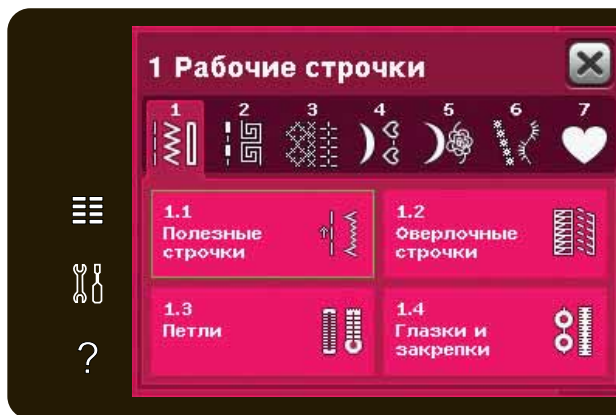 1 Рабочие строчки
1 2 3 4 5 6 7
1.1
Полезные
строчки
1.2
Оверлочные
строчки
1.3
Петли
1.4
Глазки и
закрепки
?